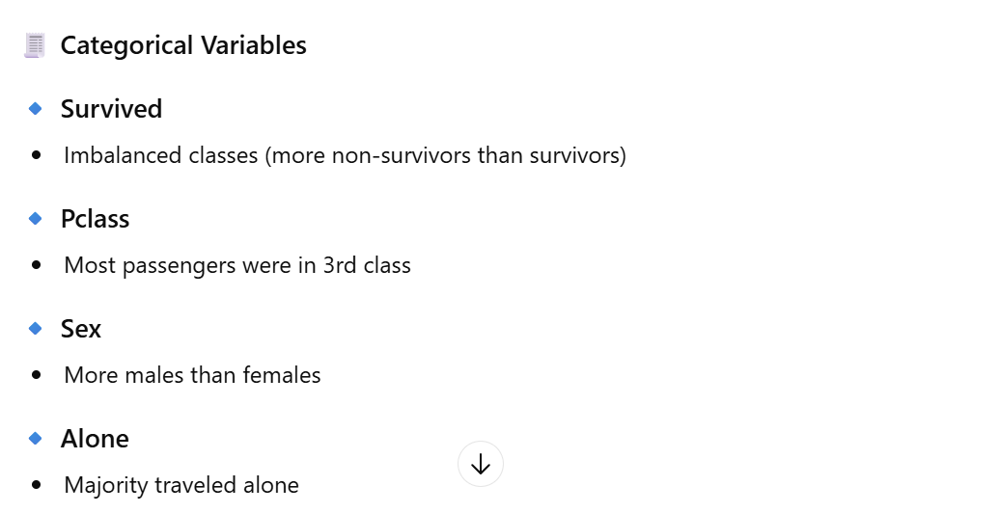 Categorical Variables
Survived
Imbalanced classes (more non-survivors than survivors)
Pclass
Most passengers were in 3rd class
Sex
More males than females
Alone
Majority traveled alone